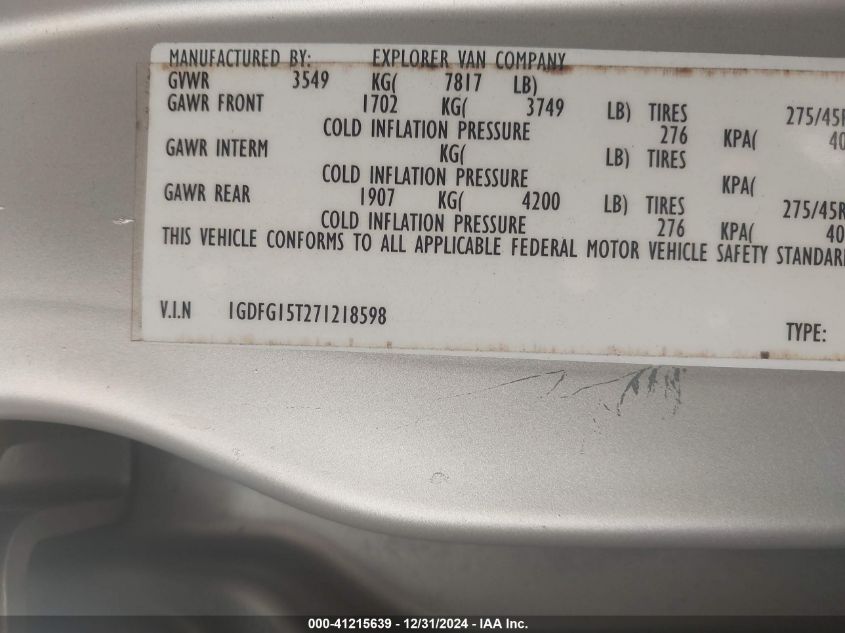 MANUFACTURED BY: EXPLORER VAN COMPANY
GVWR 3549 KG( 7817 LB)
GAWR FRONT 1702 KG( 3749 LB) TIRES 275/45R
COLD INFLATION PRESSURE 276 KPA( 40
GAWR INTERM KG( LB) TIRES
COLD INFLATION PRESSURE KPA(
GAWR REAR 1907 KG( 4200 LB) TIRES 275/45R
COLD INFLATION PRESSURE 276 KPA( 40
THIS VEHICLE CONFORMS TO ALL APPLICABLE FEDERAL MOTOR VEHICLE SAFETY STANDAR
V.I.N 1GDFG15T271218598
TYPE:
000-41215639 - 12/31/2024 - IAA Inc.